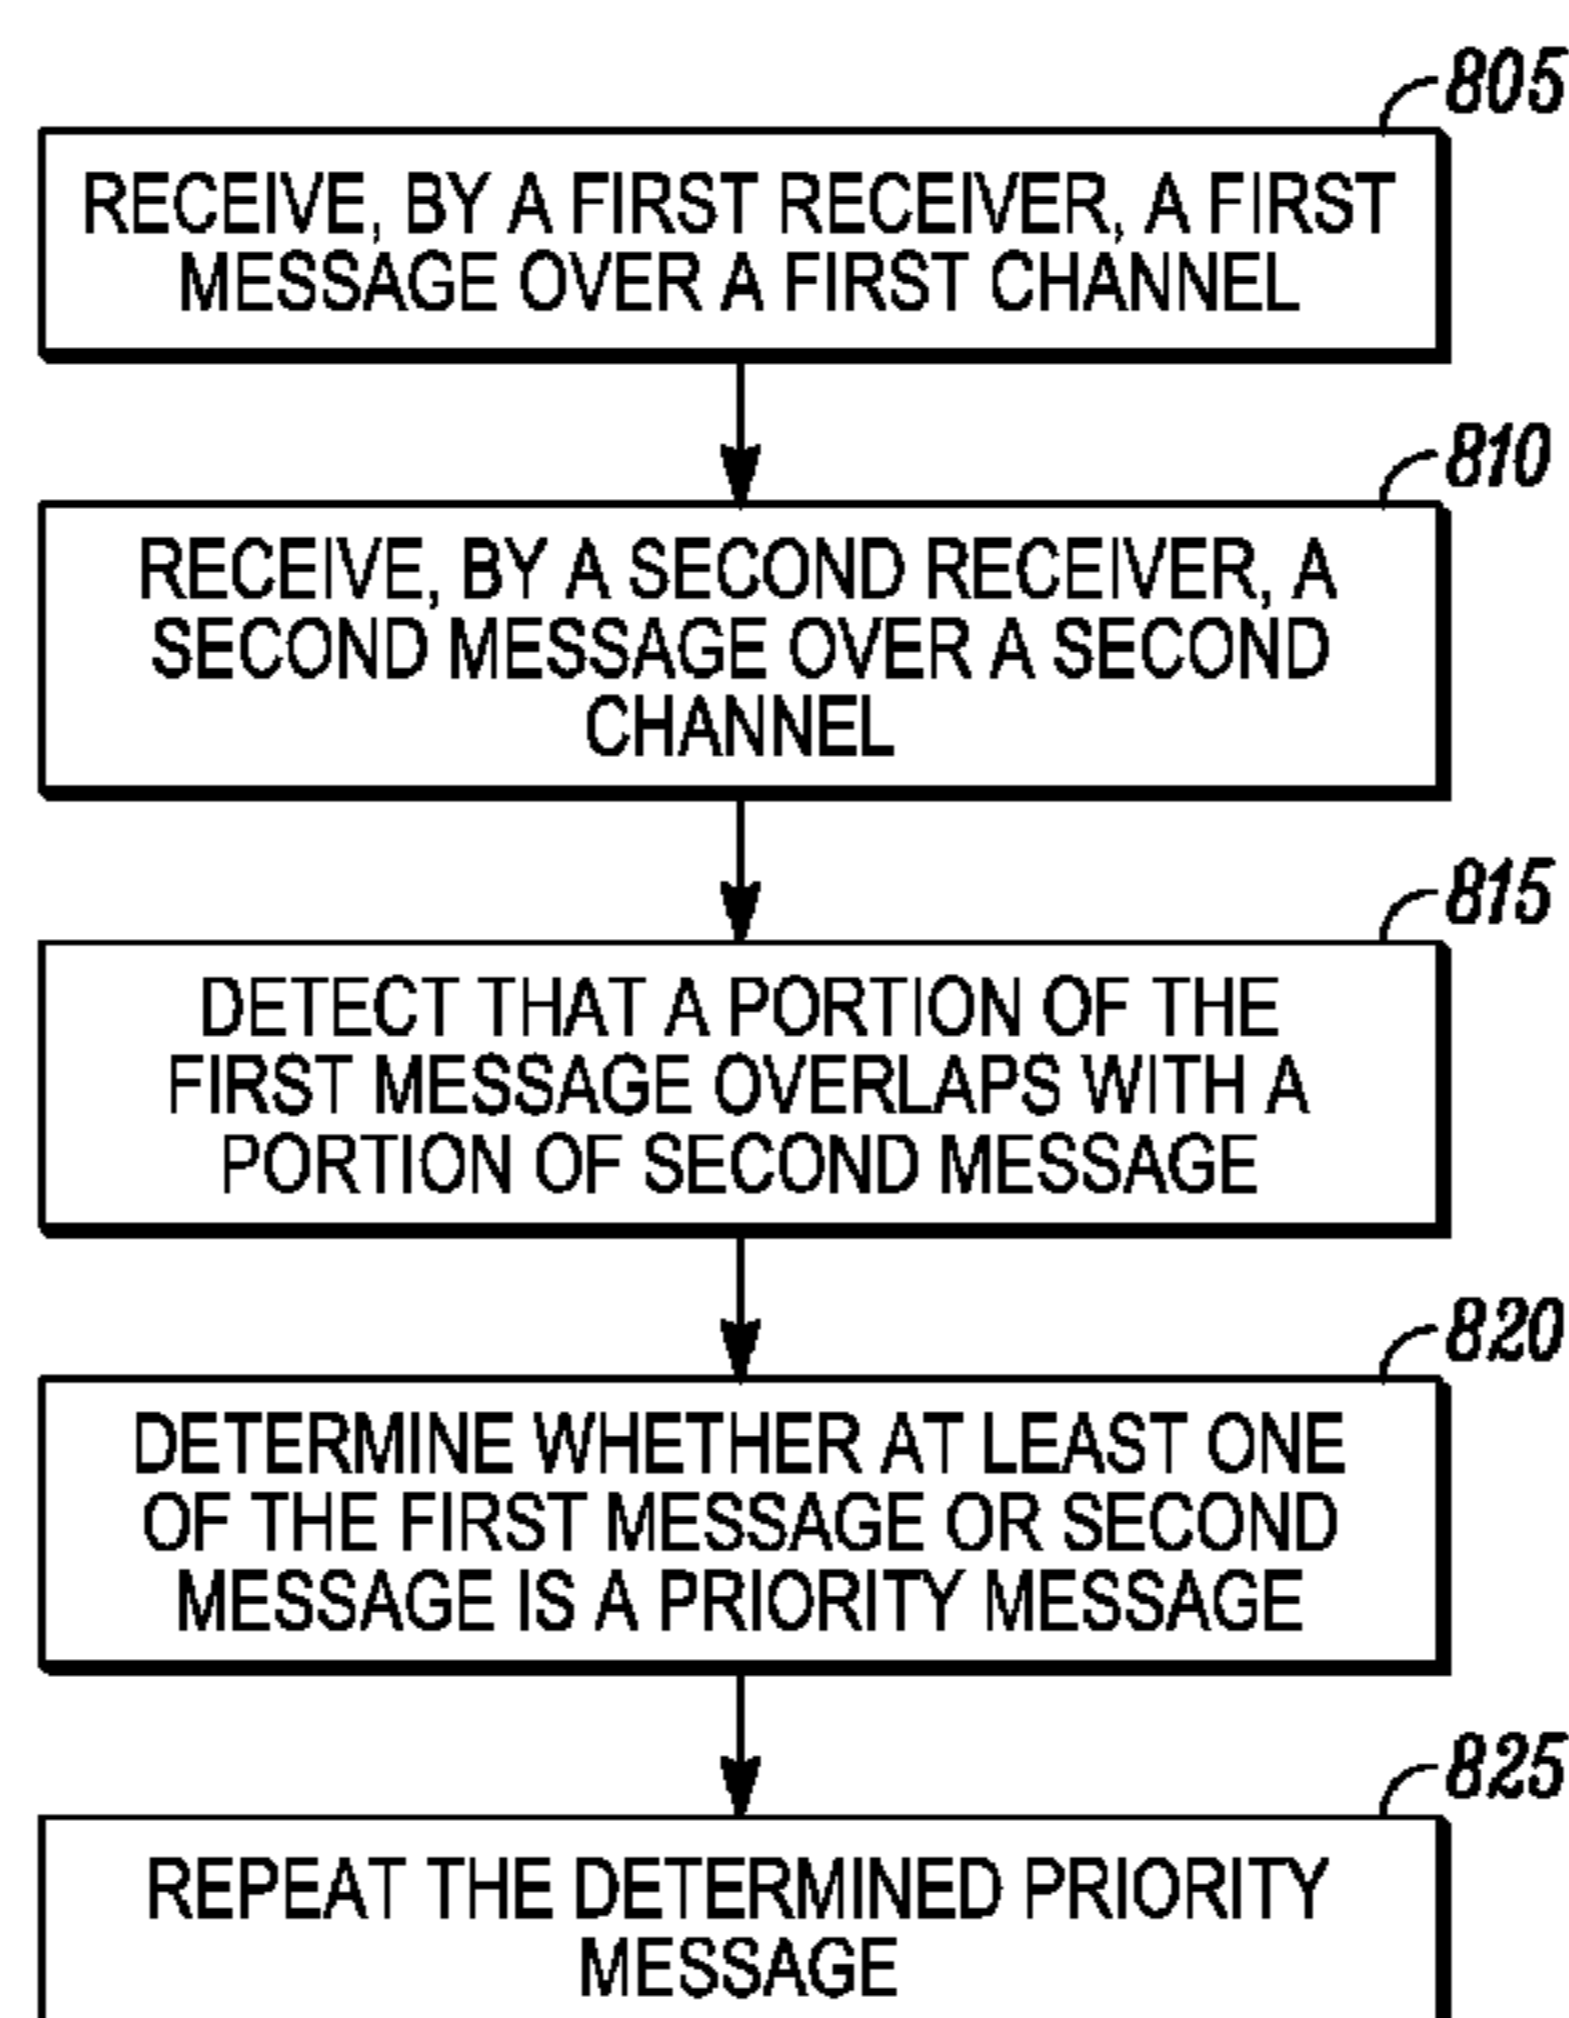 805
RECEIVE, BY A FIRST RECEIVER, A FIRST
MESSAGE OVER A FIRST CHANNEL
810
RECEIVE, BY A SECOND RECEIVER, A
SECOND MESSAGE OVER A SECOND
CHANNEL
815
DETECT THAT A PORTION OF THE
FIRST MESSAGE OVERLAPS WITH A
PORTION OF SECOND MESSAGE
820
DETERMINE WHETHER AT LEAST ONE
OF THE FIRST MESSAGE OR SECOND
MESSAGE IS A PRIORITY MESSAGE
825
REPEAT THE DETERMINED PRIORITY
MESSAGE